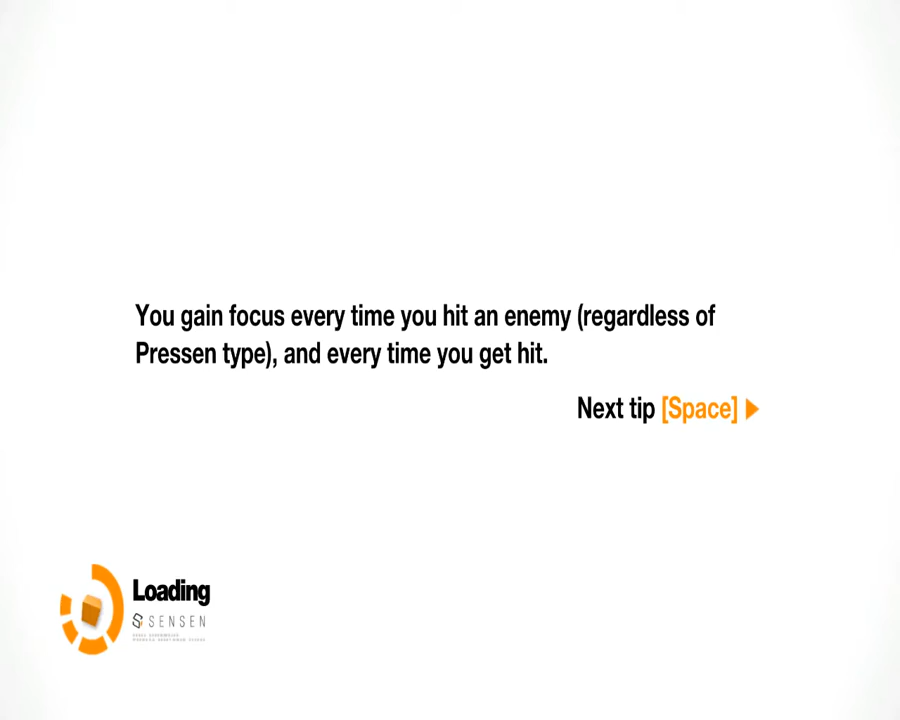 You gain focus every time you hit an enemy (regardless of
Pressen type), and every time you get hit.
Next tip [Space]
Loading
SENSEN